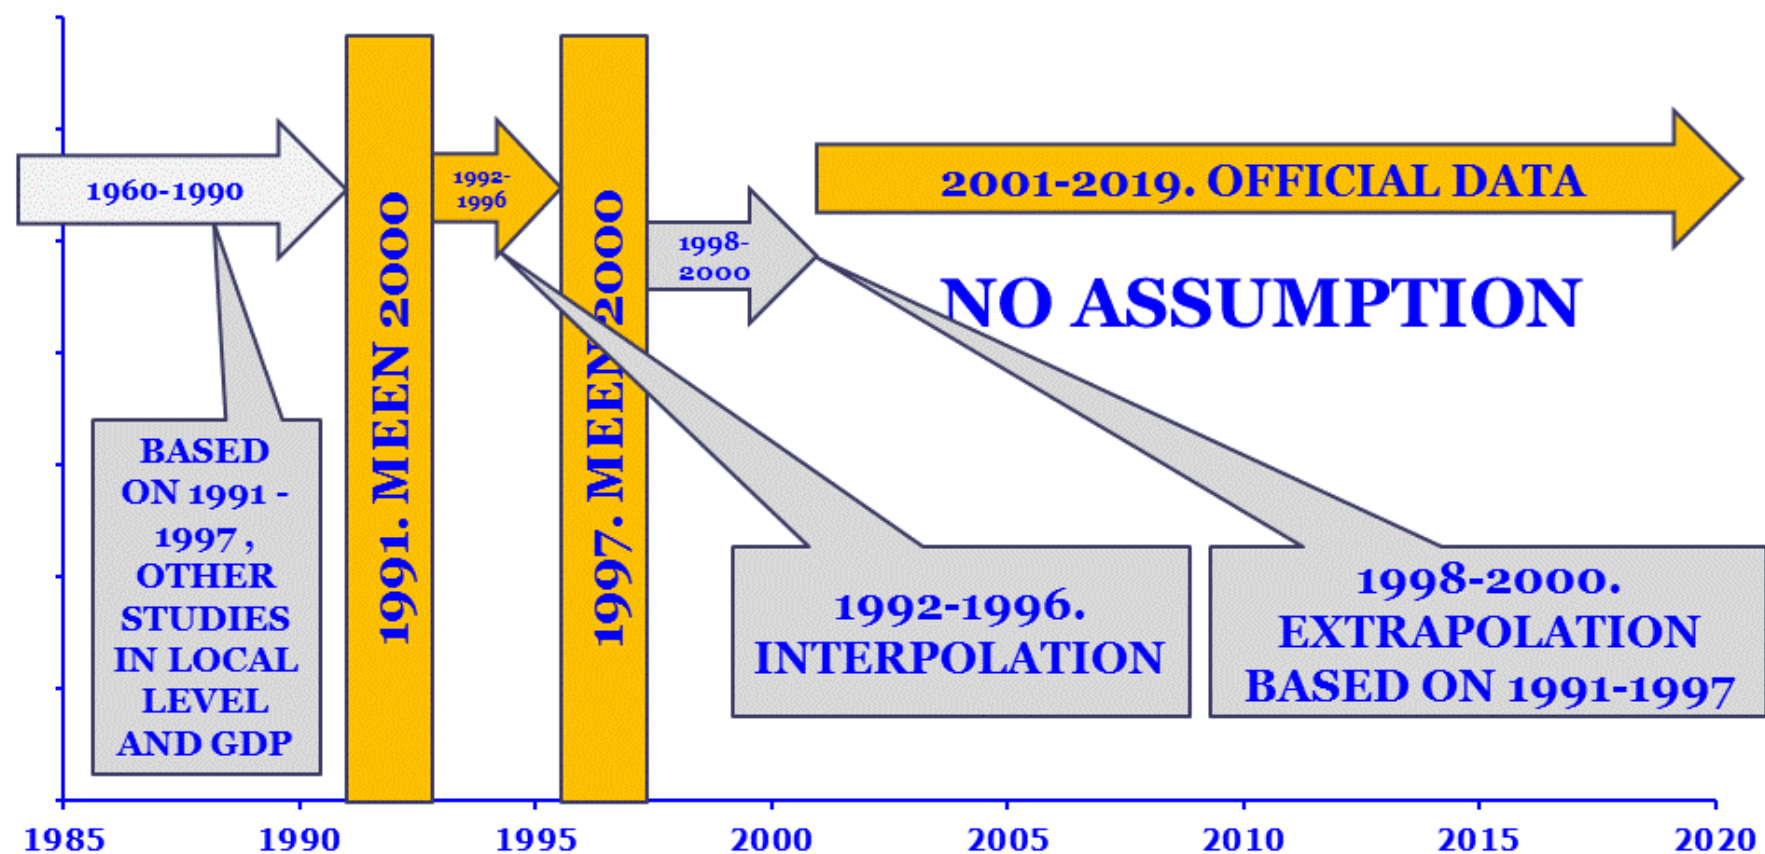 1960-1990
1991. MEEN 2000
1992-
1996
1997. MEEN 2000
1998-
2000
2001-2019. OFFICIAL DATA
NO ASSUMPTION
BASED
ON 1991 -
1997 ,
OTHER
STUDIES
IN LOCAL
LEVEL
AND GDP
1992-1996.
INTERPOLATION
1998-2000.
EXTRAPOLATION
BASED ON 1991-1997
1985
1990
1995
2000
2005
2010
2015
2020